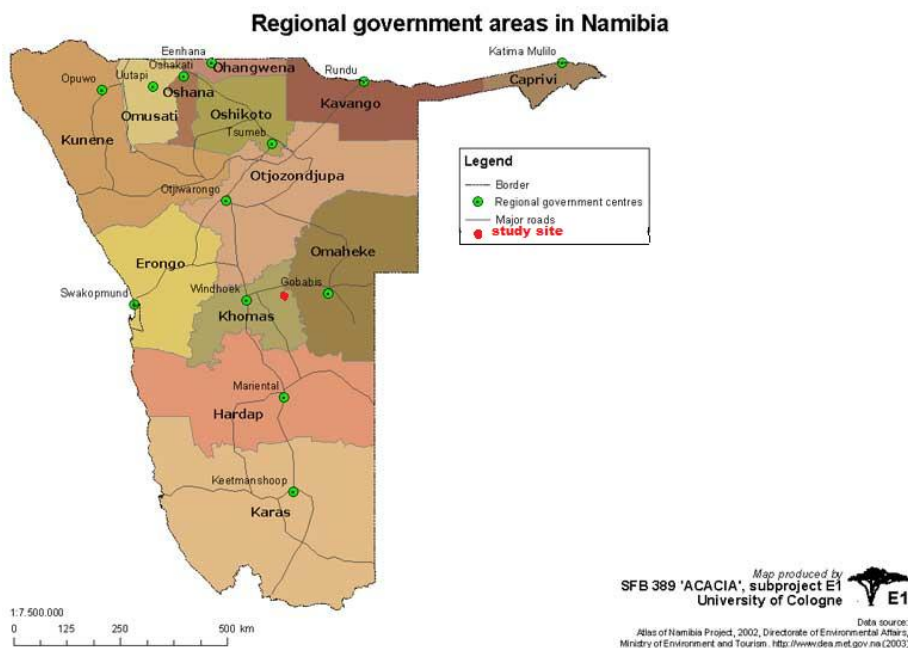 Regional government areas in Namibia
Eenhana
Katima Mulilo
Opuwo
Uutapi
Oshakati
Ohangwena
Rundu
Caprivi
Oshana
Kavango
Omusati
Oshikoto
Kunene
Tsumeb
Otjozondjupa
Otjiwarongo
Legend
Border
Regional government centres
Major roads
study site
Omaheke
Erongo
Windhoek
Gobabis
Swakopmund
Khomas
Mariental
Hardap
Keetmanshoop
Karas
Map produced by
SFB 389 'ACACIA', subproject E1
University of Cologne
E1
1:7.500.000
0 125 250 500 km
Data source:
Atlas of Namibia Project, 2002, Directorate of Environmental Affairs,
Ministry of Environment and Tourism. http://www.dea.met.gov.na (2003)